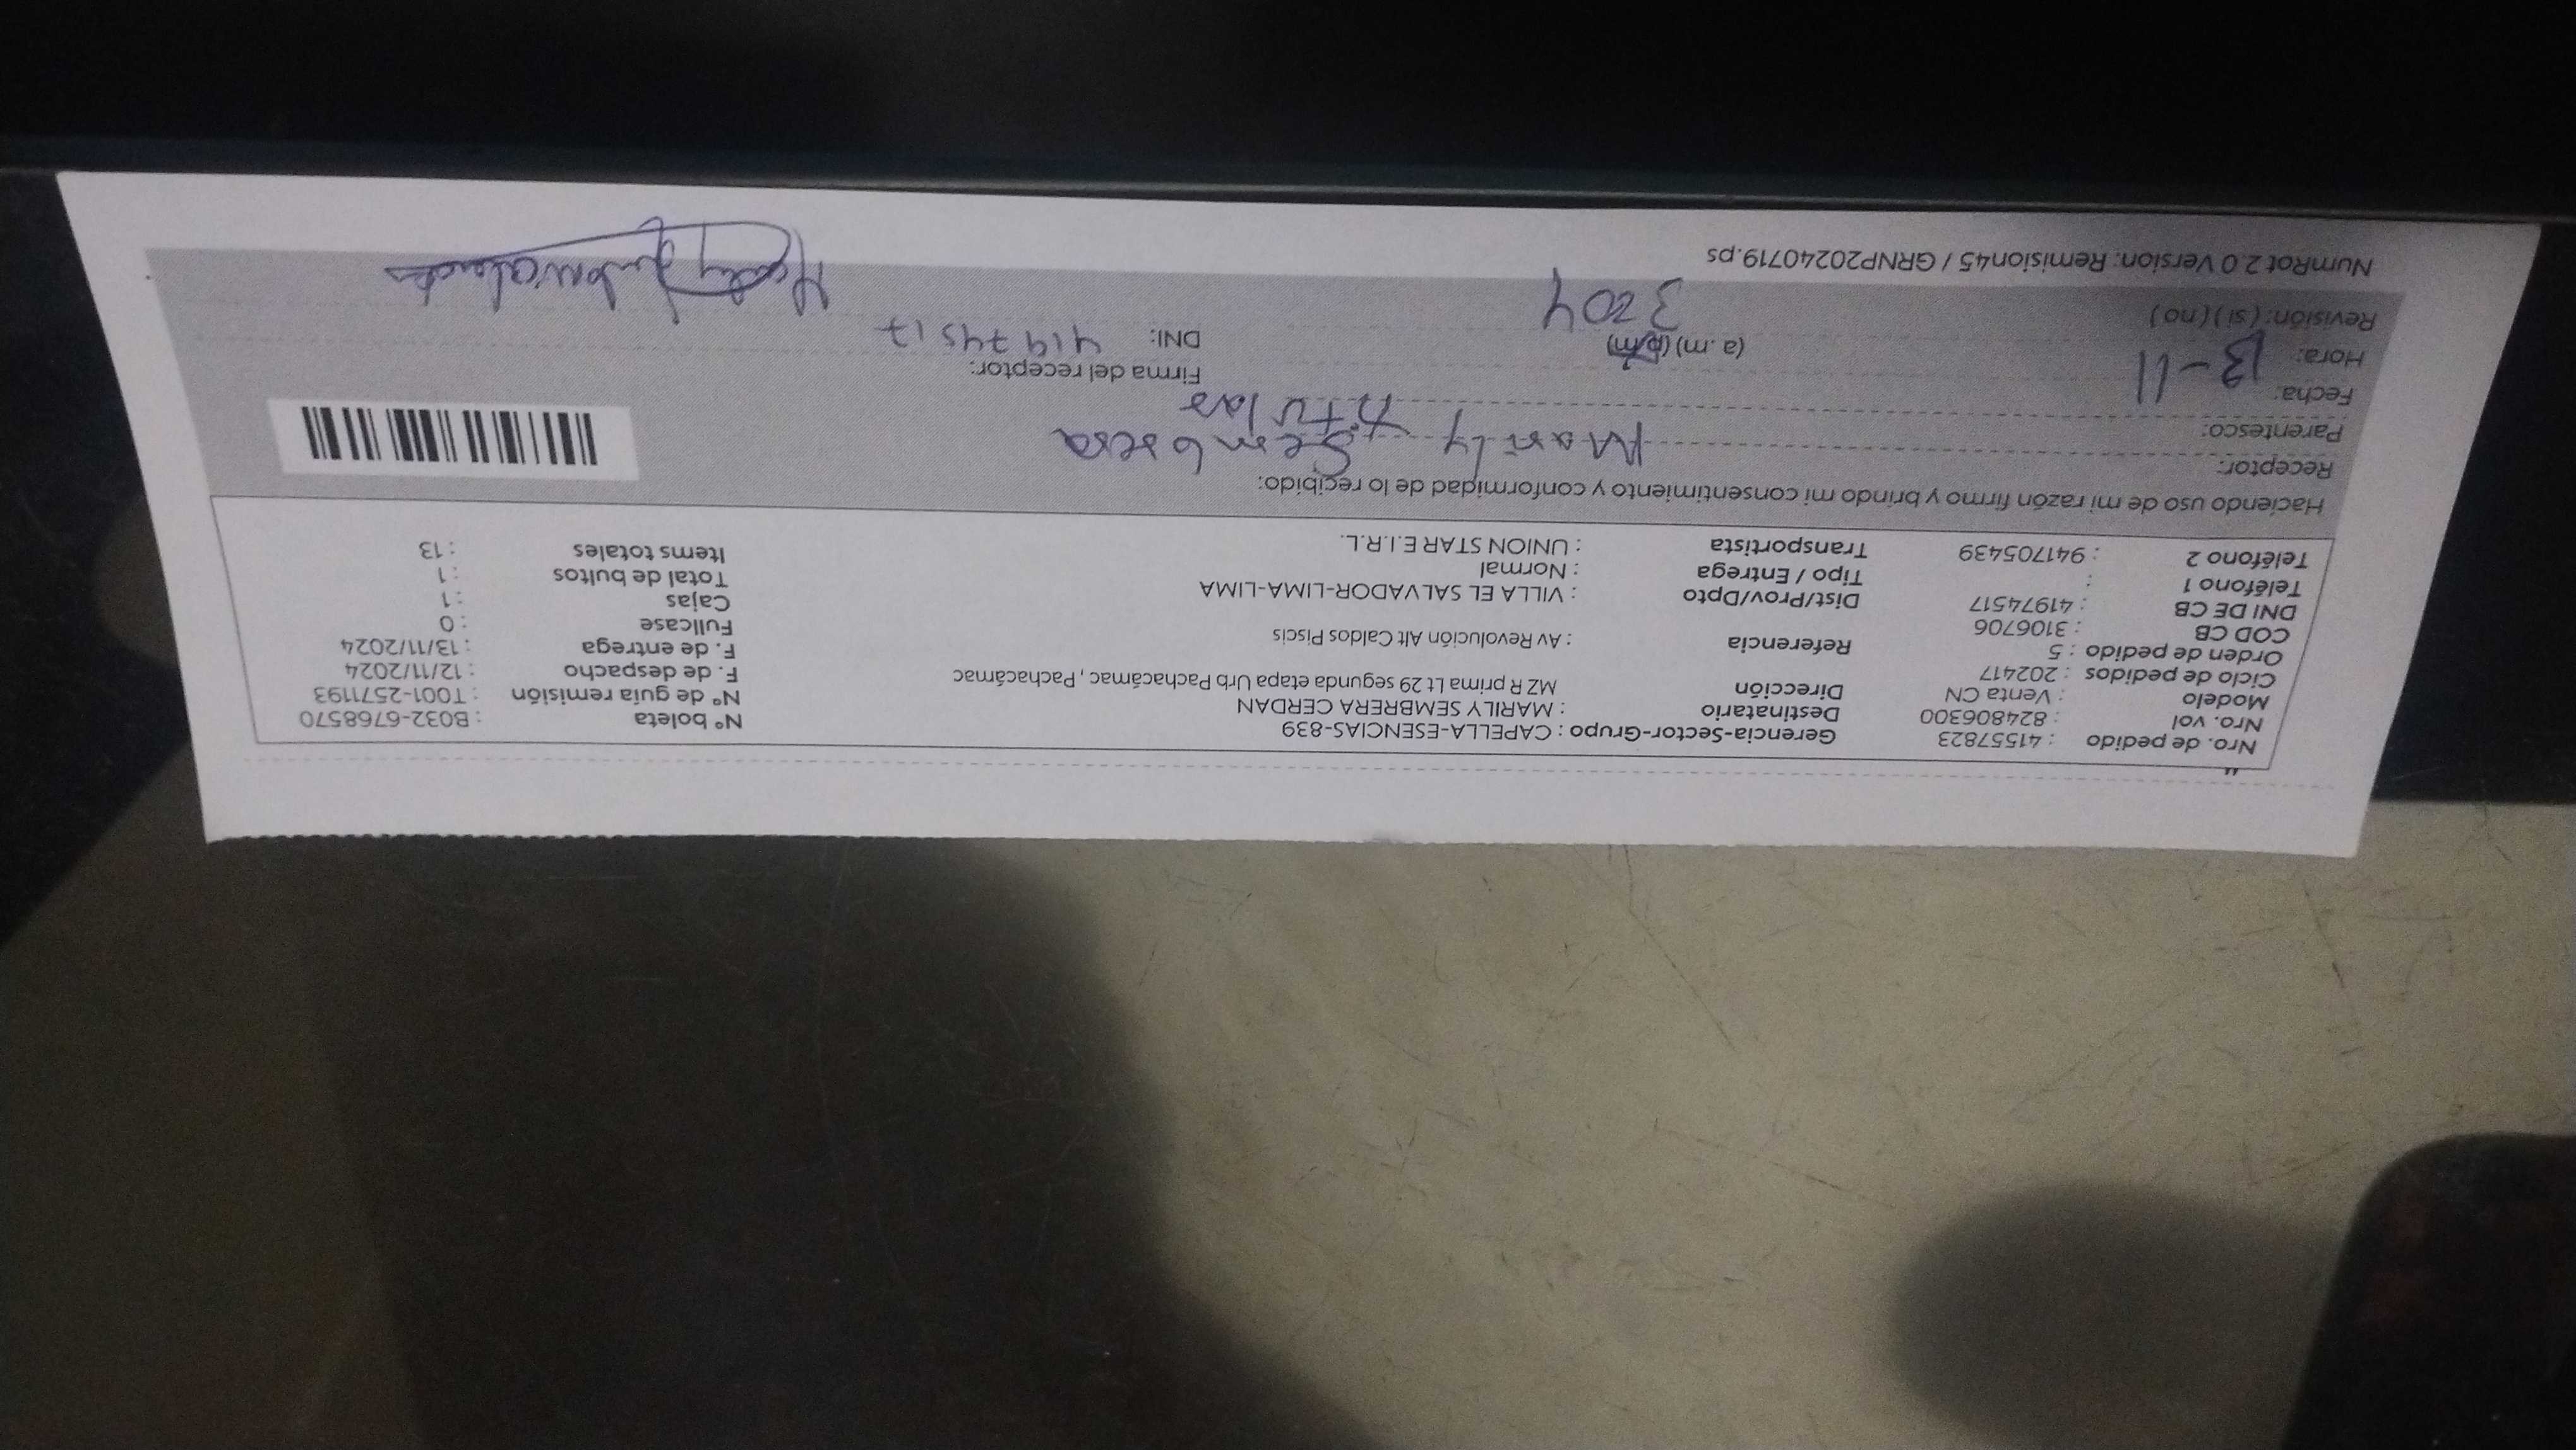 Nro. de pedido : 41557823 Gerencia-Sector-Grupo : CAPELLA-ESENCIAS-839 N° boleta : B032-6768570
Nro. vol : 824806300 Destinatario : MARILY SEMBRERA CERDAN N° de guía remisión : T001-2571193
Modelo : Venta CN Dirección MZ R prima Lt 29 segunda etapa Urb Pachacámac , Pachacámac F. de despacho : 12/11/2024
Ciclo de pedidos : 202417 F. de entrega : 13/11/2024
Orden de pedido : 5 Referencia : Av Revolución Alt Caldos Piscis Fullcase : 0
COD CB : 3106706 Cajas : 1
DNI DE CB : 41974517 Dist/Prov/Dpto : VILLA EL SALVADOR-LIMA-LIMA Total de bultos : 1
Teléfono 1 : Tipo / Entrega : Normal Items totales : 13
Teléfono 2 : 941705439 Transportista : UNION STAR E.I.R.L.
Haciendo uso de mi razón firmo y brindo mi consentimiento y conformidad de lo recibido:
Receptor: Marily Sembrera
Parentesco: titular
Fecha: 13-11 Firma del receptor:
Hora: (a.m) (p.m) DNI: 41974517
Revisión: (si) (no) 3204
NumRot 2.0 Version: Remision45 / GRNP20240719.ps